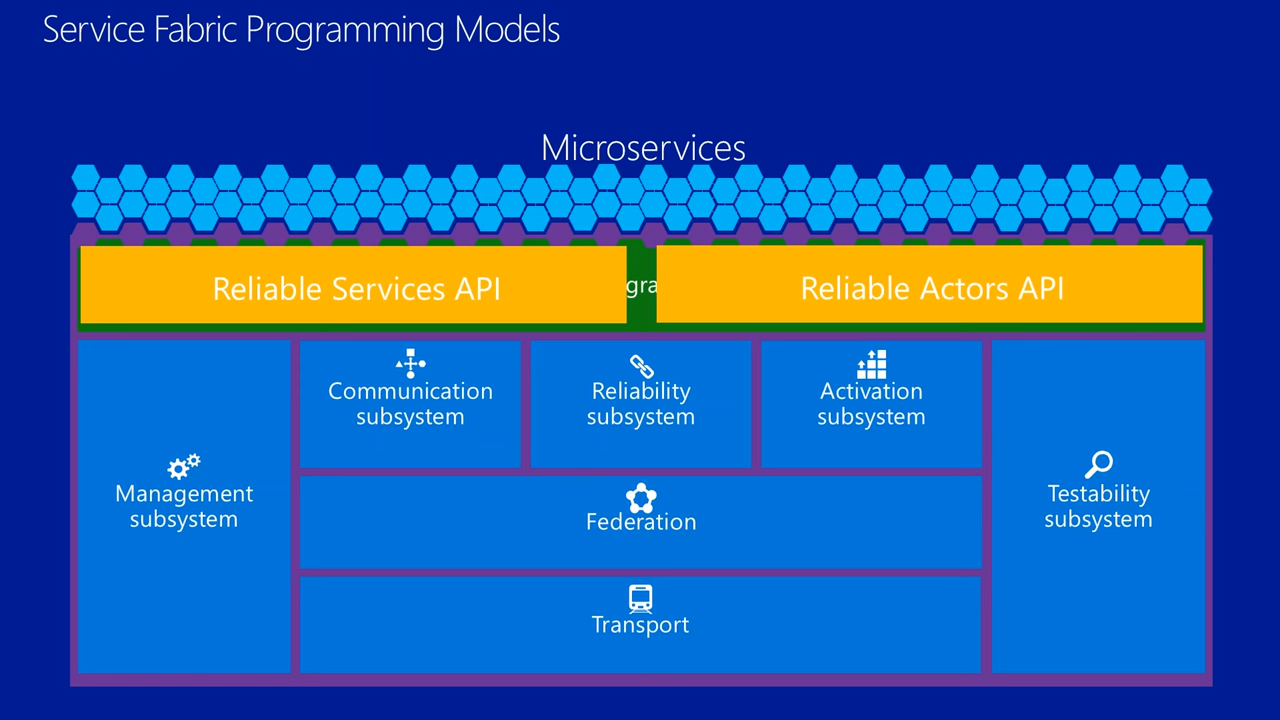 Service Fabric Programming Models
Microservices
Reliable Services API
gra
Reliable Actors API
Communication
subsystem
Reliability
subsystem
Activation
subsystem
Management
subsystem
Testability
subsystem
Federation
Transport